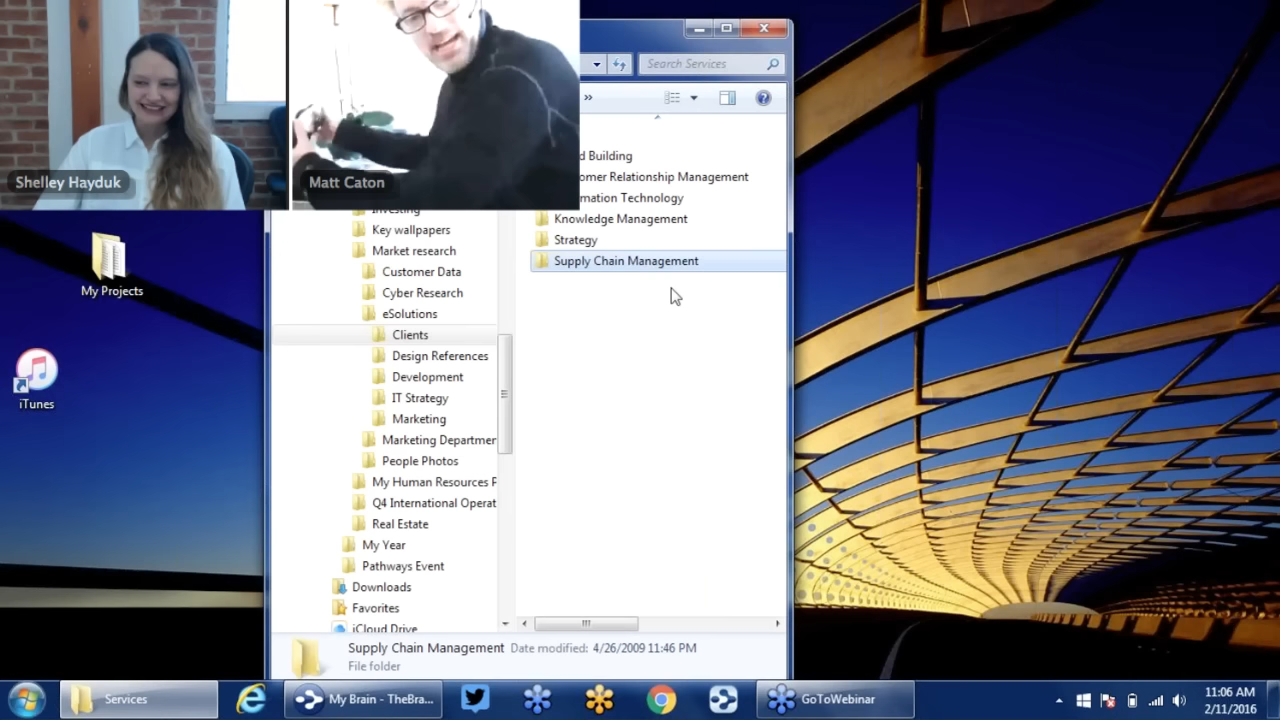 Shelley Hayduk
Matt Caton
Search Services
»
d Building
omer Relationship Management
mation Technology
Knowledge Management
Strategy
Supply Chain Management
My Projects
iTunes
Investing
Key wallpapers
Market research
Customer Data
Cyber Research
eSolutions
Clients
Design References
Development
IT Strategy
Marketing
Marketing Departmer
People Photos
My Human Resources P
Q4 International Operat
Real Estate
My Year
Pathways Event
Downloads
Favorites
iCloud Drive
Supply Chain Management Date modified: 4/26/2009 11:46 PM
File folder
Services
My Brain - TheBra...
GoToWebinar
11:06 AM
2/11/2016